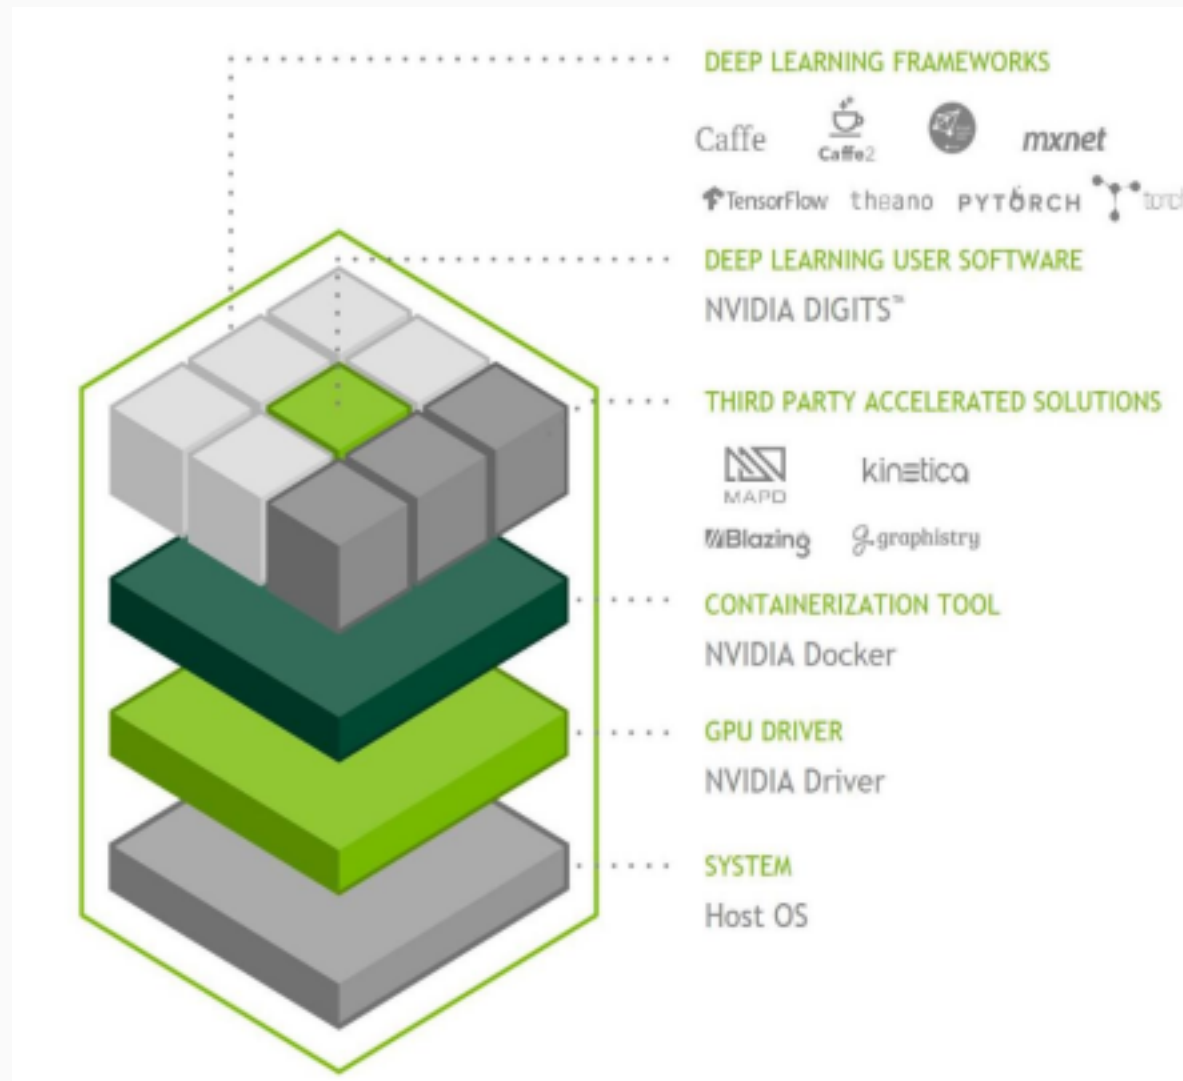 DEEP LEARNING FRAMEWORKS
Caffe Caffe2 mxnet
TensorFlow theano PYTORCH
DEEP LEARNING USER SOFTWARE
NVIDIA DIGITS™
THIRD PARTY ACCELERATED SOLUTIONS
MAPD kinetica
Blazing graphistry
CONTAINERIZATION TOOL
NVIDIA Docker
GPU DRIVER
NVIDIA Driver
SYSTEM
Host OS